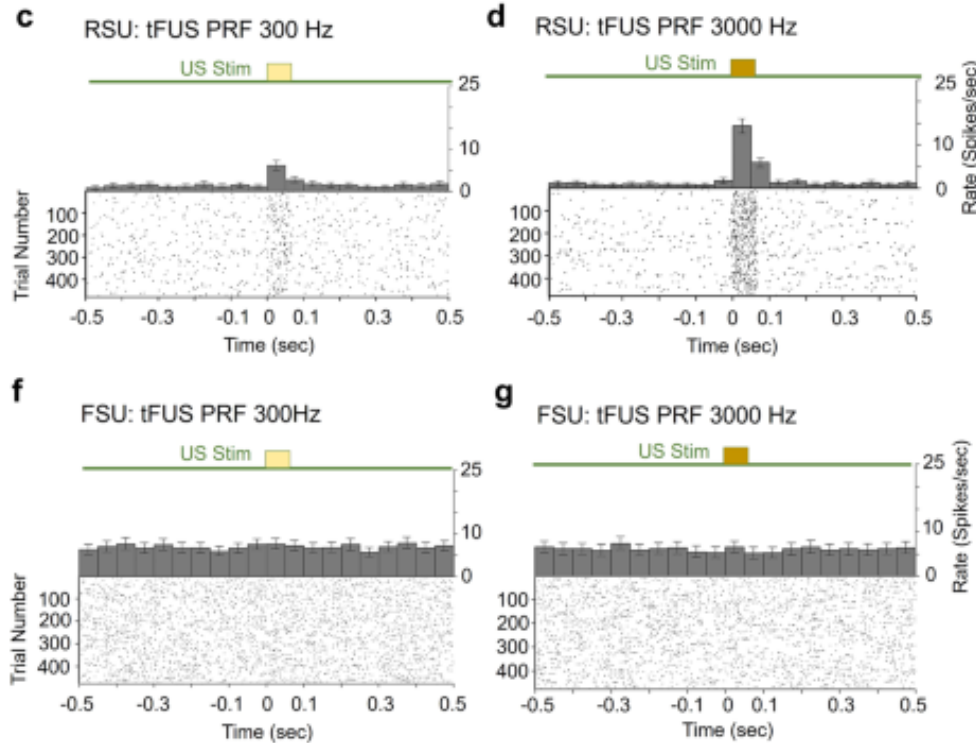 c
RSU: tFUS PRF 300 Hz
US Stim
25
10
0
Trial Number
100
200
300
400
-0.5 -0.3 -0.1 0 0.1 0.3 0.5
Time (sec)
d
RSU: tFUS PRF 3000 Hz
US Stim
25
10
0
Rate (Spikes/sec)
100
200
300
400
-0.5 -0.3 -0.1 0 0.1 0.3 0.5
Time (sec)
f
FSU: tFUS PRF 300Hz
US Stim
25
10
0
Trial Number
100
200
300
400
-0.5 -0.3 -0.1 0 0.1 0.3 0.5
Time (sec)
g
FSU: tFUS PRF 3000 Hz
US Stim
25
10
0
Rate (Spikes/sec)
100
200
300
400
-0.5 -0.3 -0.1 0 0.1 0.3 0.5
Time (sec)